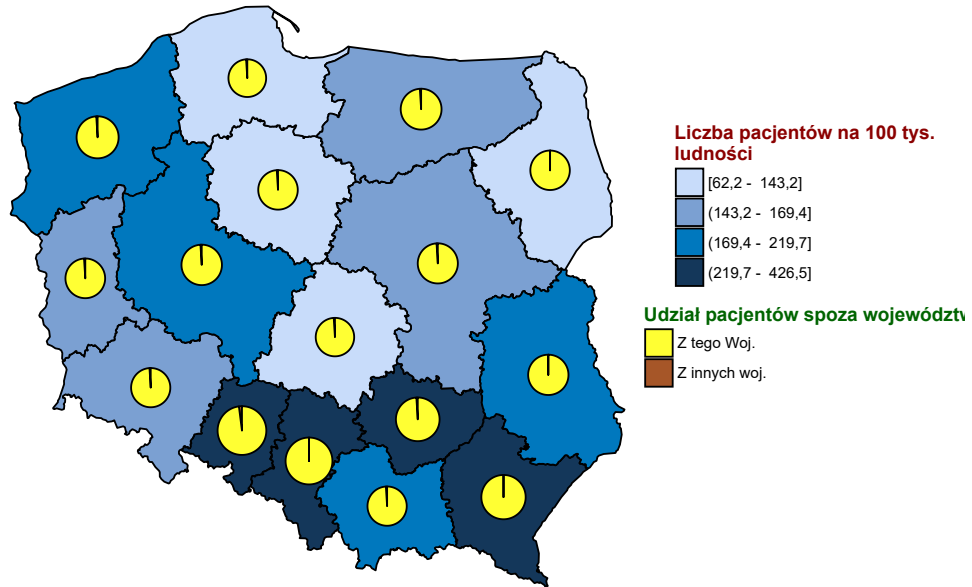 Liczba pacjentów na 100 tys.
ludności
[62,2 - 143,2]
(143,2 - 169,4]
(169,4 - 219,7]
(219,7 - 426,5]
Udział pacjentów spoza województw
Z tego Woj.
Z innych woj.